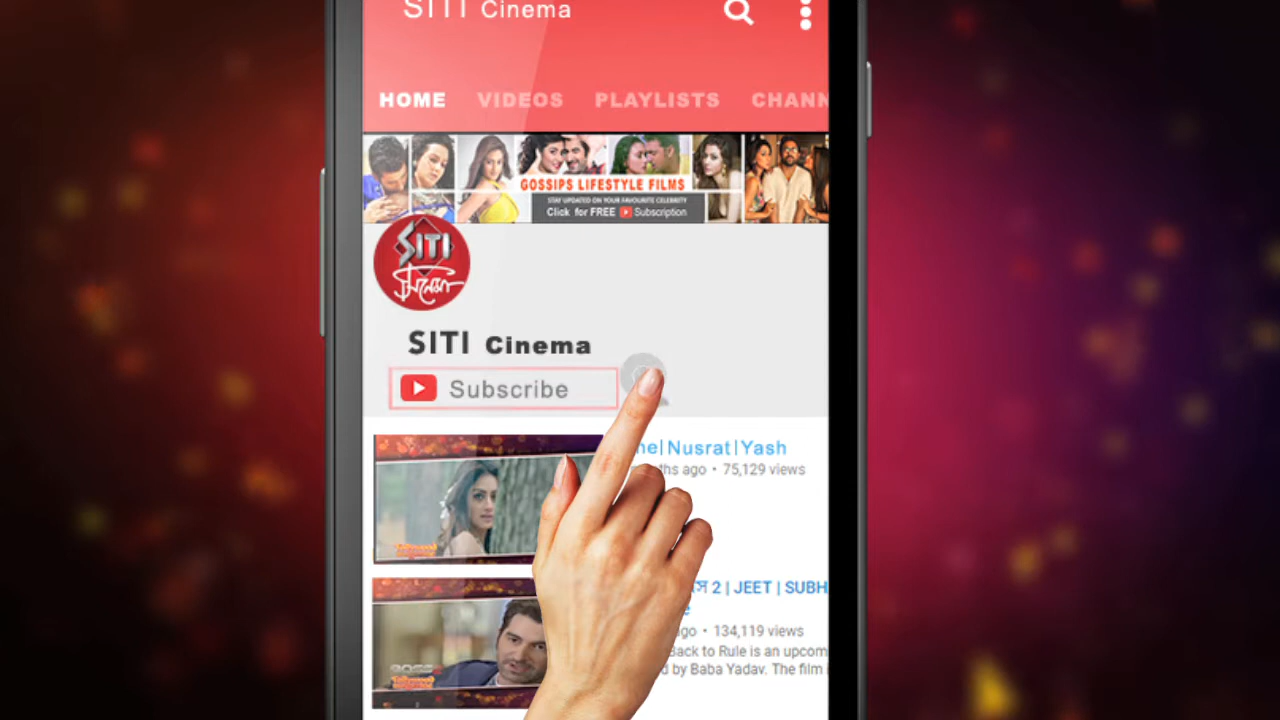 SITI Cinema
HOME VIDEOS PLAYLISTS CHANN
GOSSIPS LIFESTYLE FILMS
STAY UPDATED ON YOUR FAVOURITE CELEBRITY
Click for FREE Subscription
SITI
সিনেমা
SITI Cinema
Subscribe
ne|Nusrat|Yash
ths ago • 75,129 views
2 | JEET | SUBH
e
ago • 134,119 views
Back to Rule is an upcom
d by Baba Yadav. The film i
BOSS 2